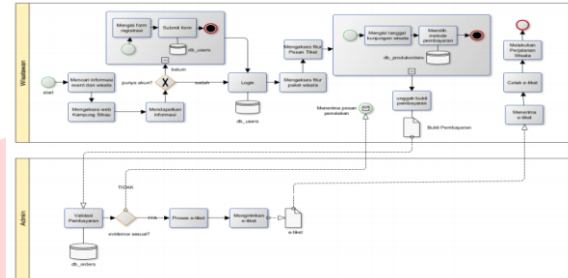 Wisatawan
Mengisi form
registrasi
Submit form
db_users
belum
start
Mencari informasi
event dan wisata
punya akun?
sudah
Login
db_users
Mengakses web
Kampung
Mendapatkan
informasi
Mengakses fitur
Pesan Tiket
Mengakses fitur
paket wisata
Mengisi tanggal
kunjungan wisata
Memilih
metode
pembayaran
unggah bukti
pembayaran
Bukti Pembayaran
Menerima pesan
penolakan
Melakukan
Perjalanan
Wisata
Cetak e-tiket
Menerima
e-tiket
Admin
Validasi
Pembayaran
db_orders
TIDAK
evidence sesuai?
Proses e-tiket
Mengirimkan
e-tiket
e-tiket